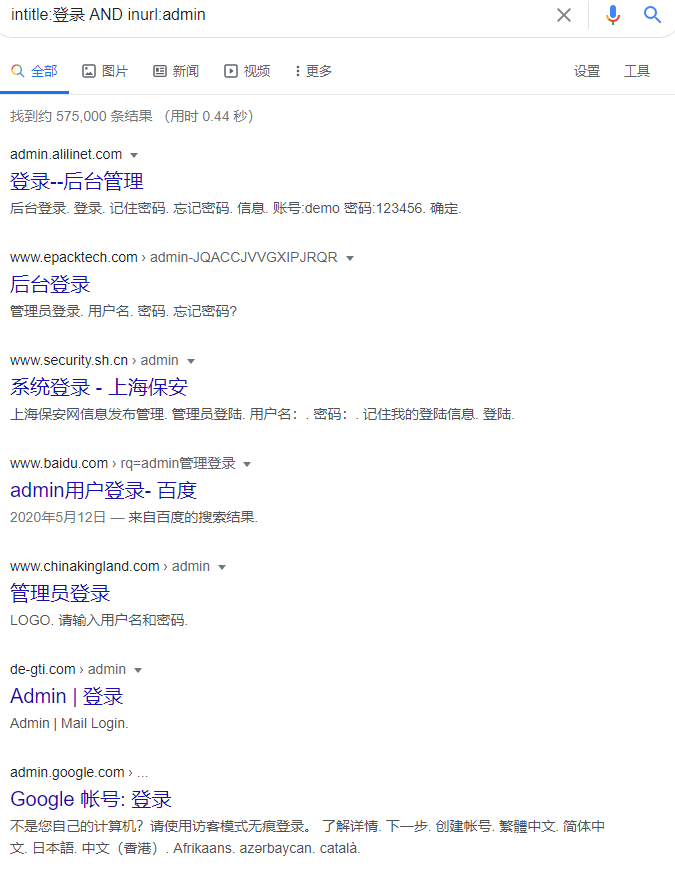 intitle:登录 AND inurl:admin
全部 图片 新闻 视频 更多 设置 工具
找到约 575,000 条结果 （用时 0.44 秒）
admin.alilinet.com
登录--后台管理
后台登录. 登录. 记住密码. 忘记密码. 信息. 账号:demo 密码:123456. 确定.
www.epacktech.com › admin-JQACCJVVGXIPJRQR
后台登录
管理员登录. 用户名. 密码. 忘记密码?
www.security.sh.cn › admin
系统登录 - 上海保安
上海保安网信息发布管理. 管理员登陆. 用户名：. 密码：. 记住我的登陆信息. 登陆.
www.baidu.com › rq=admin管理登录
admin用户登录- 百度
2020年5月12日 — 来自百度的搜索结果.
www.chinakingland.com › admin
管理员登录
LOGO. 请输入用户名和密码.
de-gti.com › admin
Admin | 登录
Admin | Mail Login.
admin.google.com › ...
Google 帐号: 登录
不是您自己的计算机？请使用访客模式无痕登录。 了解详情. 下一步. 创建帐号. 繁體中文. 简体中
文. 日本語. 中文（香港）. Afrikaans. azərbaycan. català.